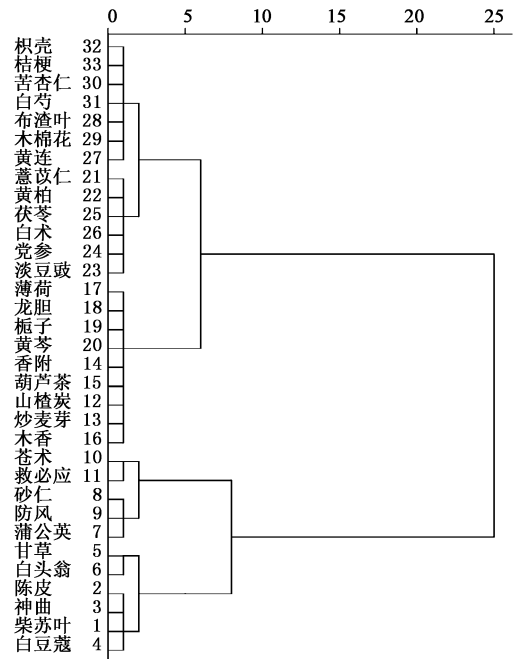 0 5 10 15 20 25
枳壳 32
桔梗 33
苦杏仁 30
白芍 31
布渣叶 28
木棉花 29
黄连 27
薏苡仁 21
黄柏 22
茯苓 25
白术 26
党参 24
淡豆豉 23
薄荷 17
龙胆 18
栀子 19
黄芩 20
香附 14
葫芦茶 15
山楂炭 12
炒麦芽 13
木香 16
苍术 10
救必应 11
砂仁 8
防风 9
蒲公英 7
甘草 5
白头翁 6
陈皮 2
神曲 3
柴苏叶 1
白豆蔻 4